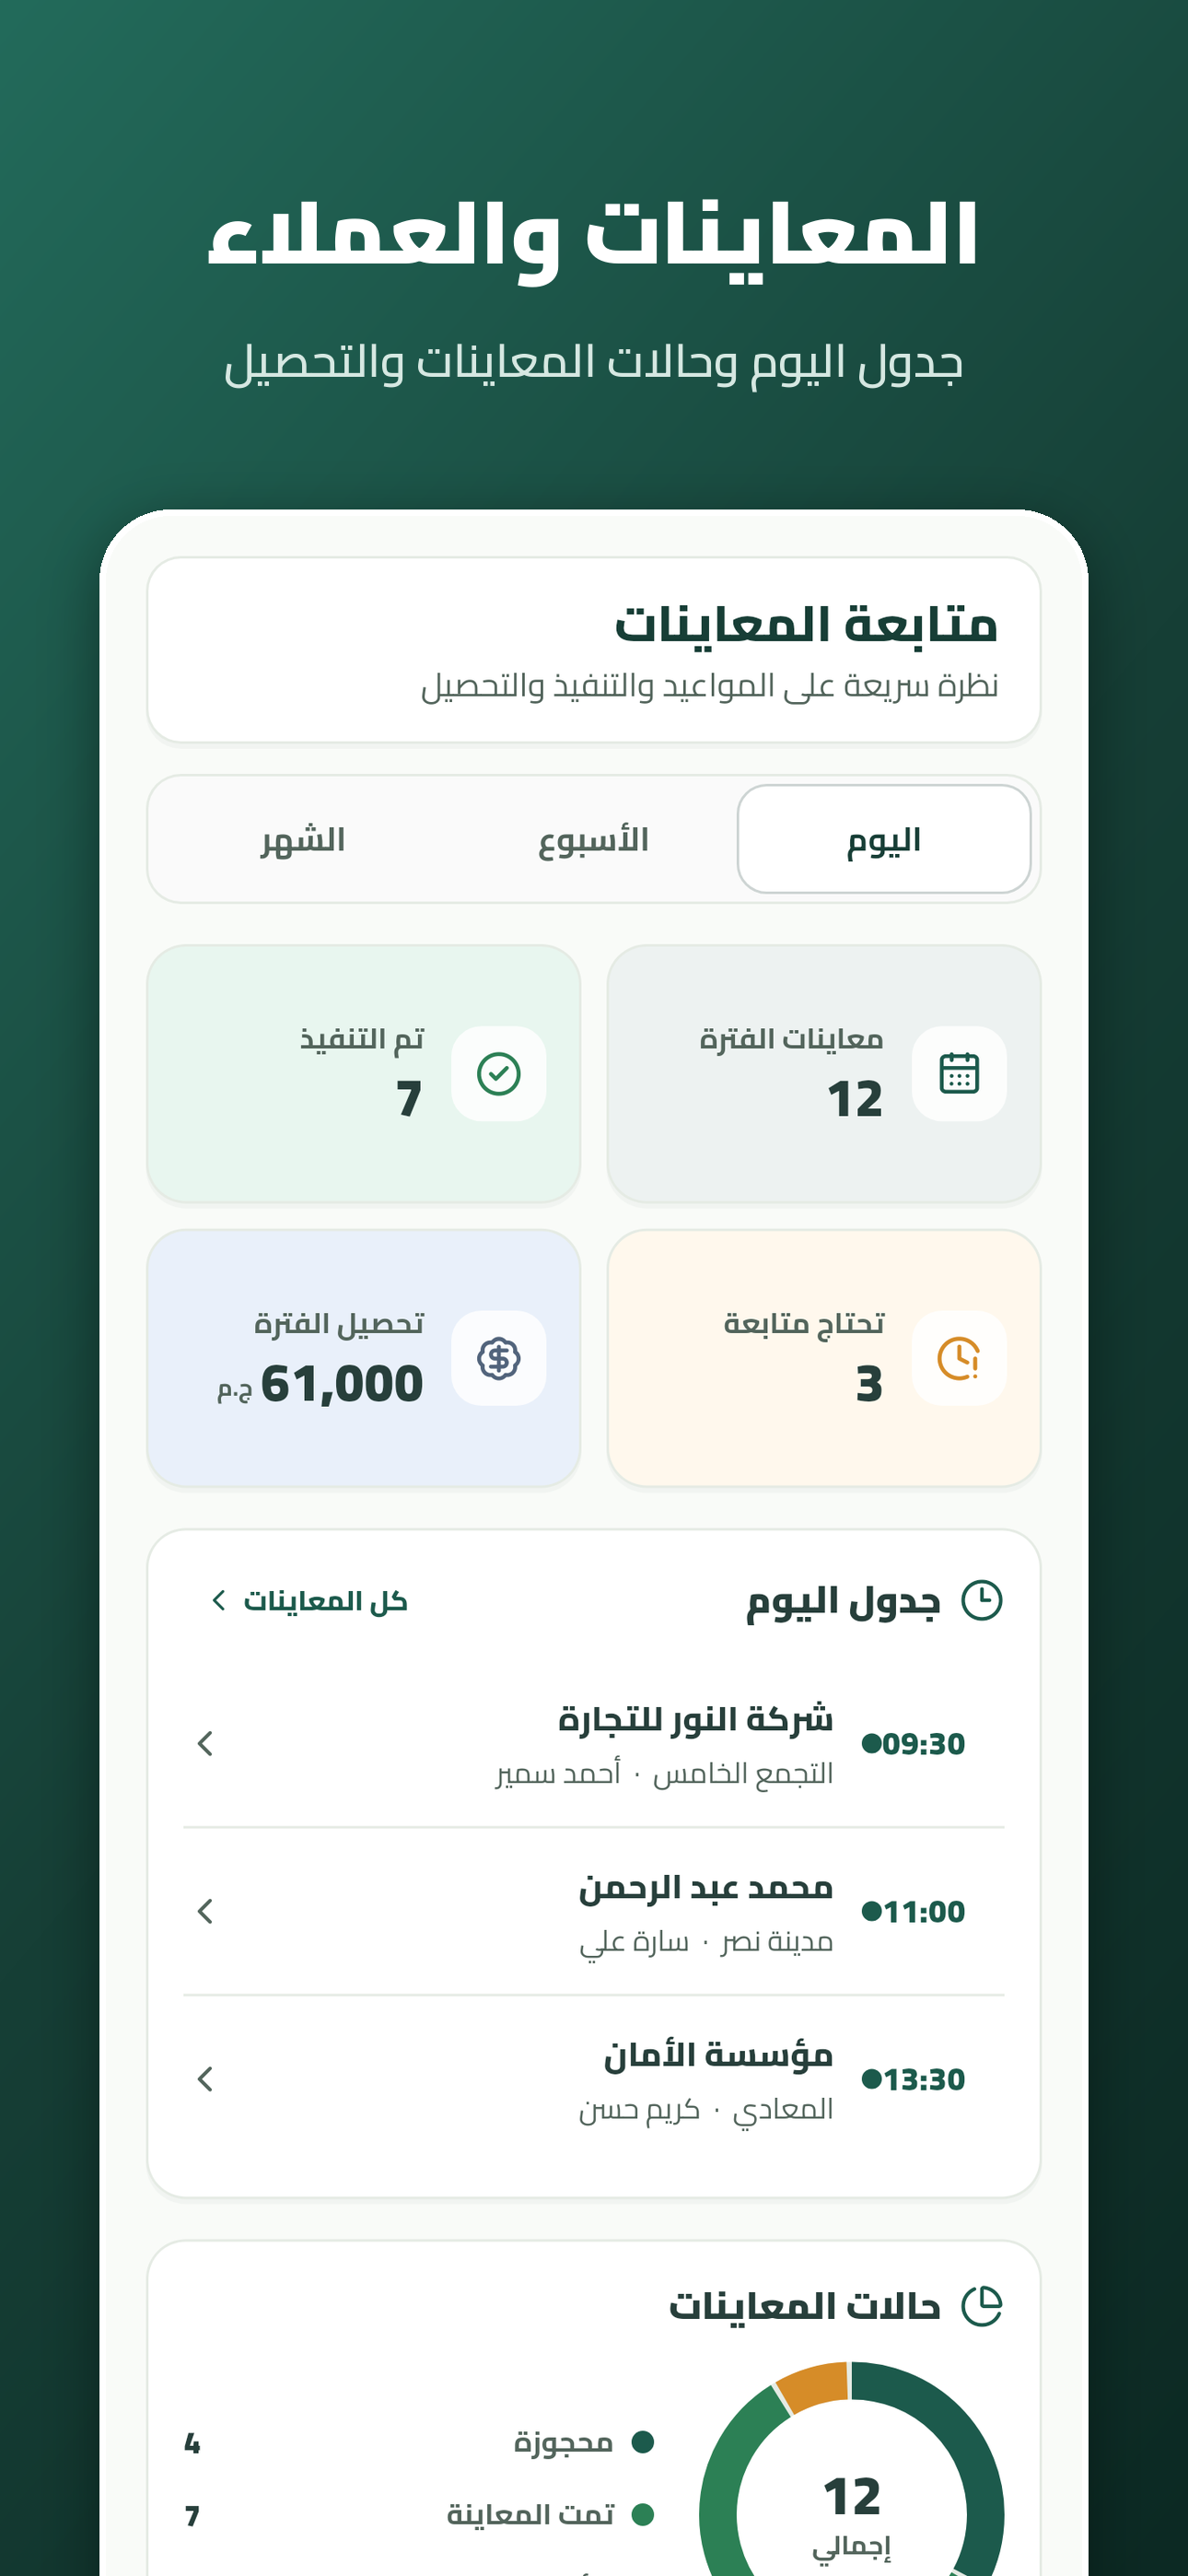 المعاينات والعملاء
جدول اليوم وحالات المعاينات والتحصيل
متابعة المعاينات
نظرة سريعة على المواعيد والتنفيذ والتحصيل
اليوم
الأسبوع
الشهر
معاينات الفترة
12
تم التنفيذ
7
تحتاج متابعة
3
تحصيل الفترة
61,000 ج.م
جدول اليوم
كل المعاينات
09:30
شركة النور للتجارة
التجمع الخامس · أحمد سمير
11:00
محمد عبد الرحمن
مدينة نصر · سارة علي
13:30
مؤسسة الأمان
المعادي · كريم حسن
حالات المعاينات
12
إجمالي
محجوزة 4
تمت المعاينة 7